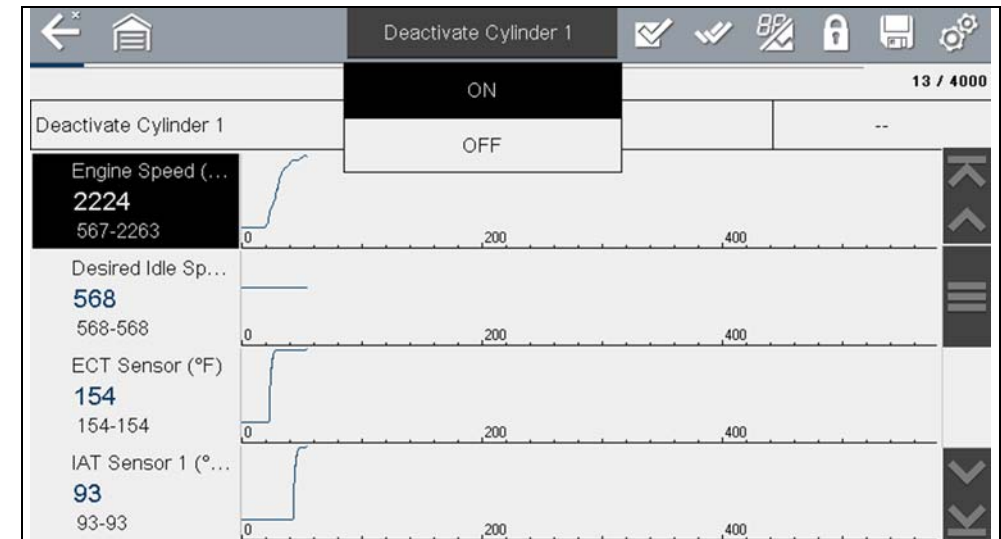 Deactivate Cylinder 1
ON
OFF
13 / 4000
Deactivate Cylinder 1
--
Engine Speed (...
2224
567-2263
0 200 400
Desired Idle Sp...
568
568-568
0 200 400
ECT Sensor (°F)
154
154-154
0 200 400
IAT Sensor 1 (°...
93
93-93
0 200 400